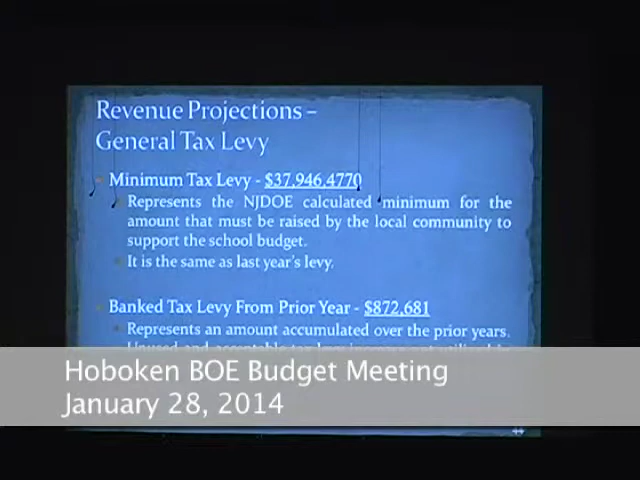 Revenue Projections –
General Tax Levy
Minimum Tax Levy - $37,946,4770
Represents the NJDOE calculated minimum for the
amount that must be raised by the local community to
support the school budget.
It is the same as last year's levy.
Banked Tax Levy From Prior Year - $872,681
Represents an amount accumulated over the prior years.
Hoboken BOE Budget Meeting
January 28, 2014